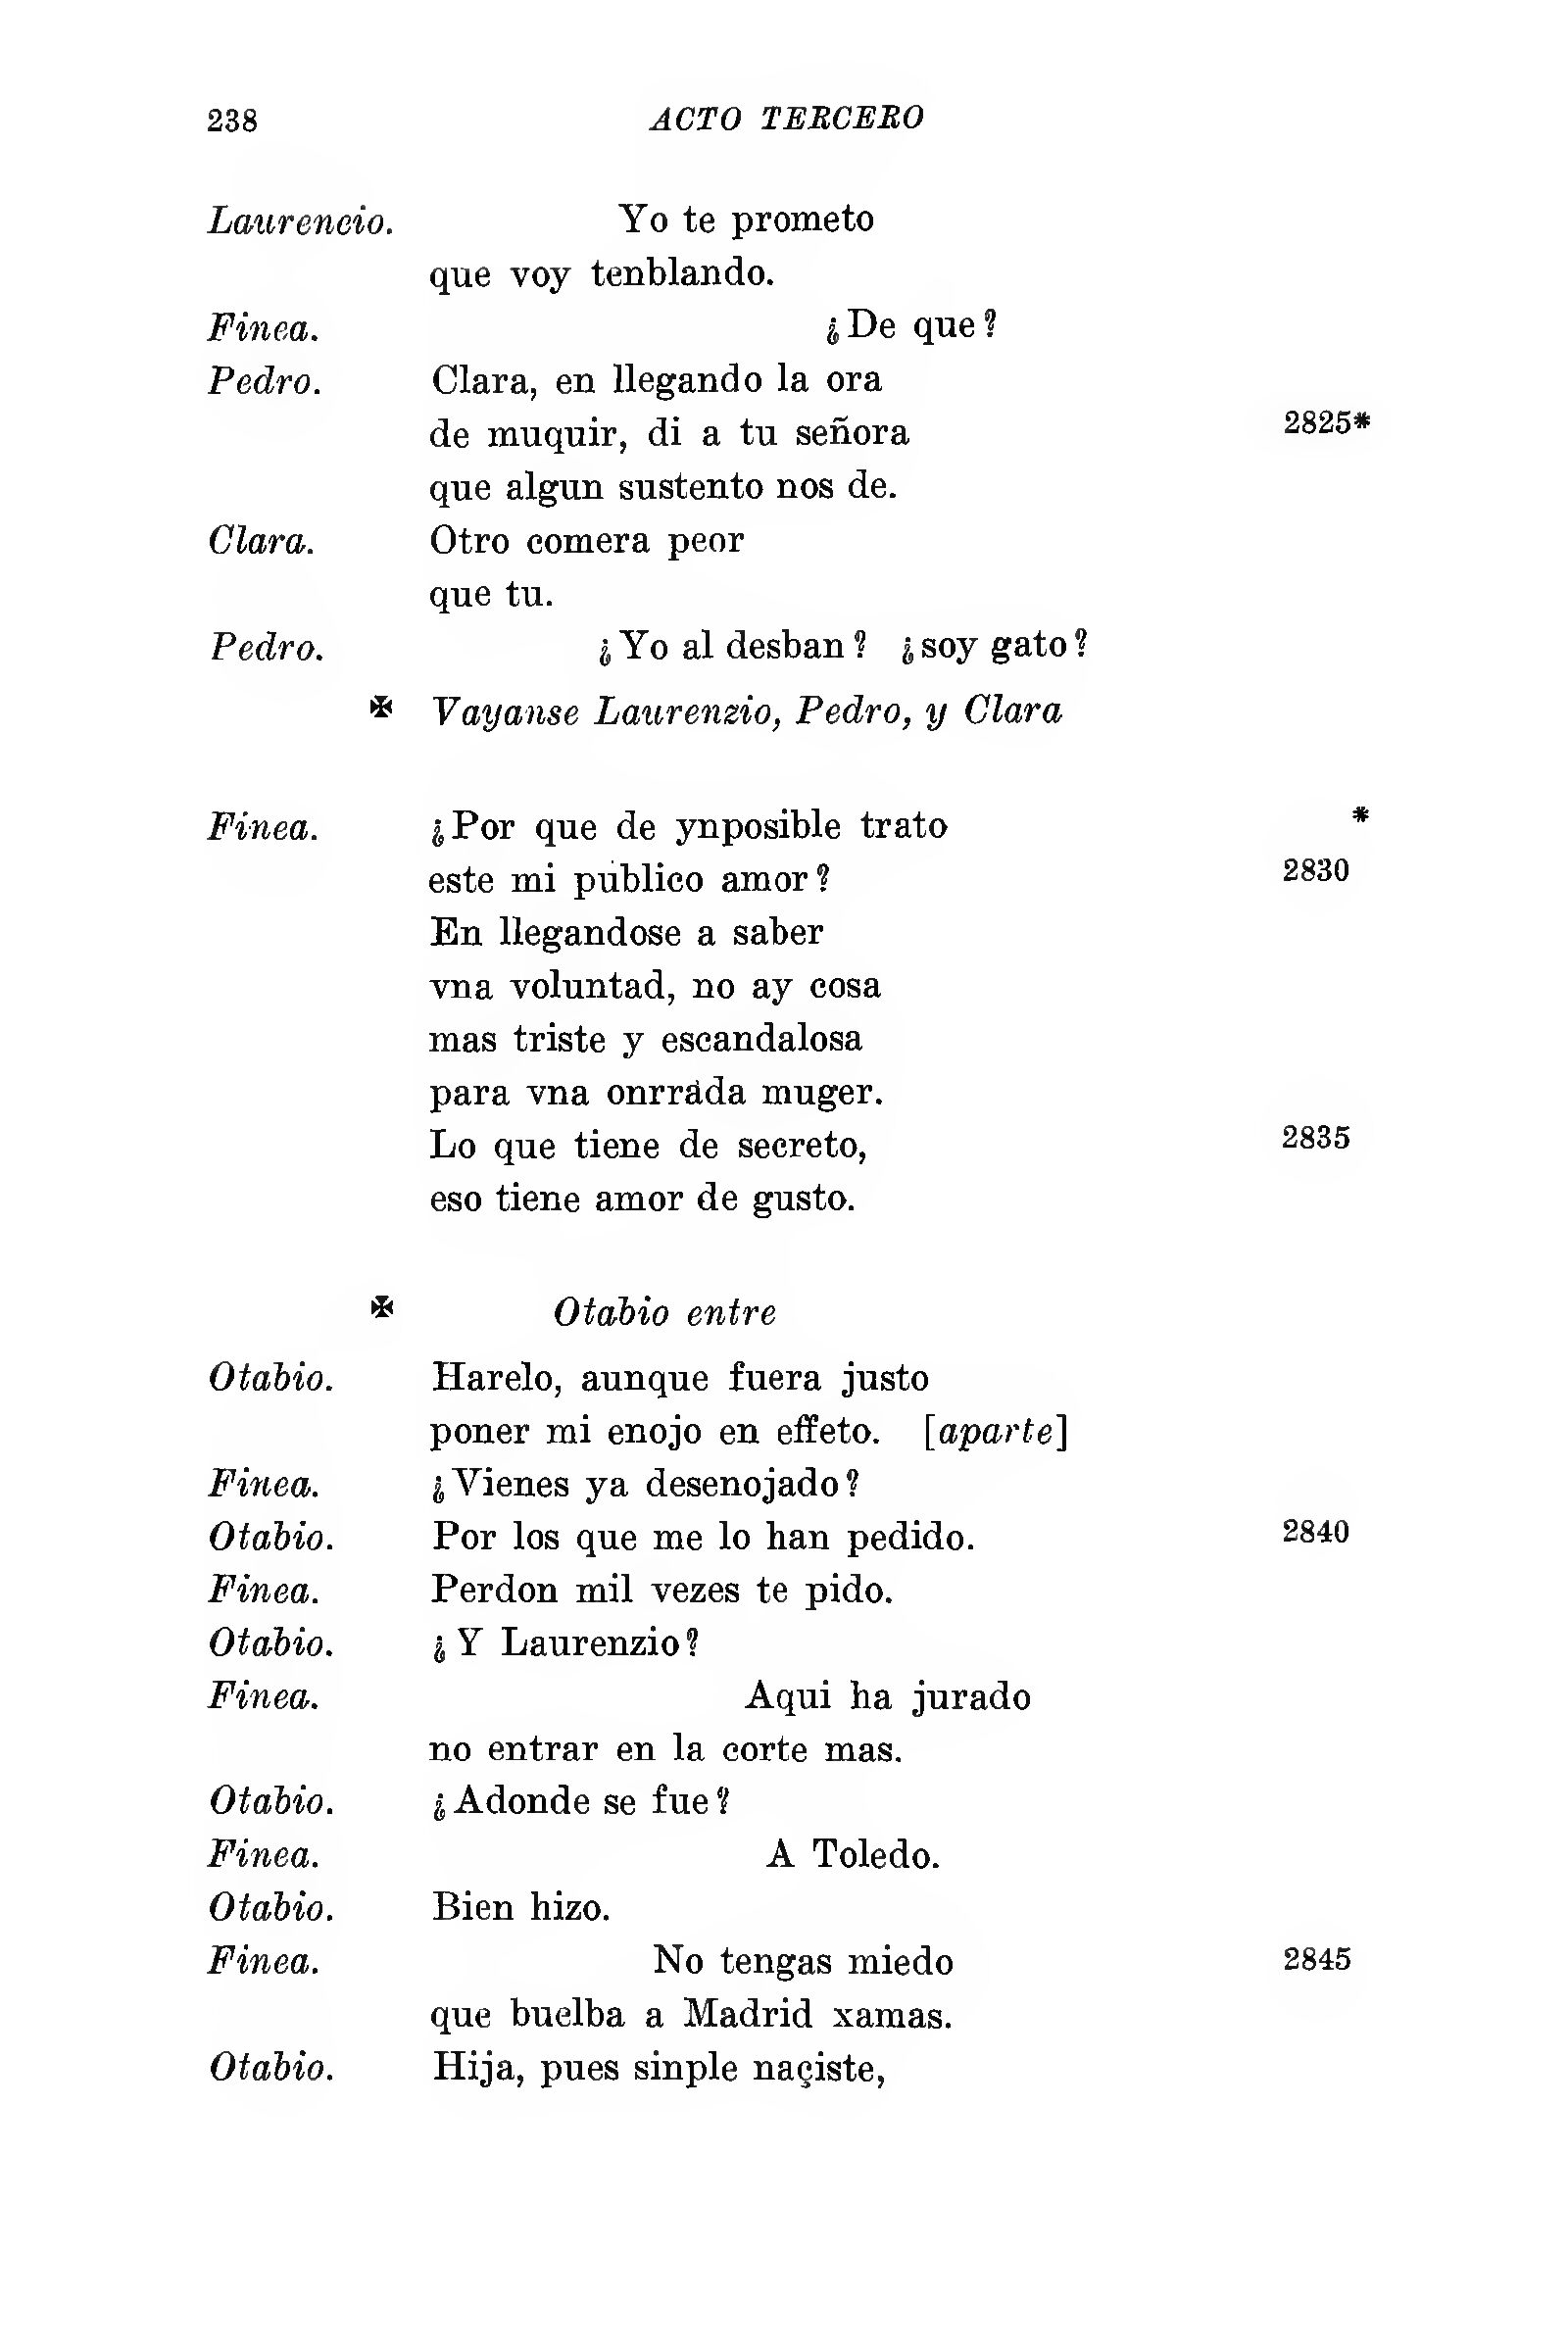 238 ACTO TERCERO
Laurencio. Yo te prometo
que voy tenblando.
Finea. ¿De que?
Pedro. Clara, en llegando la ora
de muquir, di a tu señora 2825*
que algun sustento nos de.
Clara. Otro comera peor
que tu.
Pedro. ¿Yo al desban? ¿soy gato?
✠ Vayanse Laurenzio, Pedro, y Clara
Finea. ¿Por que de ynposible trato *
este mi público amor? 2830
En llegandose a saber
vna voluntad, no ay cosa
mas triste y escandalosa
para vna onrráda muger.
Lo que tiene de secreto, 2835
eso tiene amor de gusto.
✠ Otabio entre
Otabio. Harelo, aunque fuera justo
poner mi enojo en effeto. [aparte]
Finea. ¿Vienes ya desenojado?
Otabio. Por los que me lo han pedido. 2840
Finea. Perdon mil vezes te pido.
Otabio. ¿Y Laurenzio?
Finea. Aqui ha jurado
no entrar en la corte mas.
Otabio. ¿Adonde se fue?
Finea. A Toledo.
Otabio. Bien hizo.
Finea. No tengas miedo 2845
que buelba a Madrid xamas.
Otabio. Hija, pues sinple naçiste,